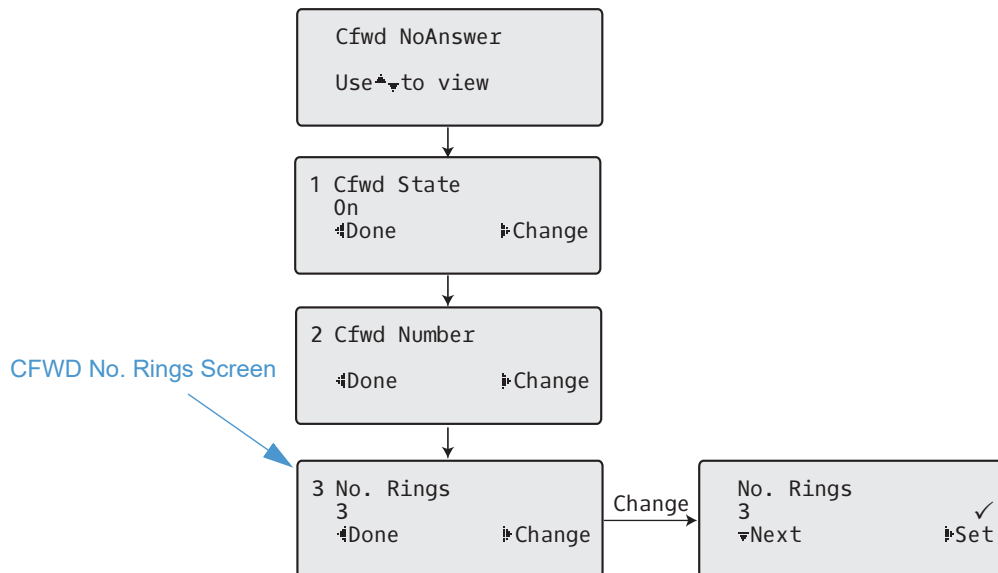 Cfwd NoAnswer
Use▲▼to view
1 Cfwd State
On
◀Done ▶Change
2 Cfwd Number
◀Done ▶Change
CFWD No. Rings Screen
3 No. Rings
3
◀Done ▶Change
Change
No. Rings
3 ✓
▼Next ▶Set